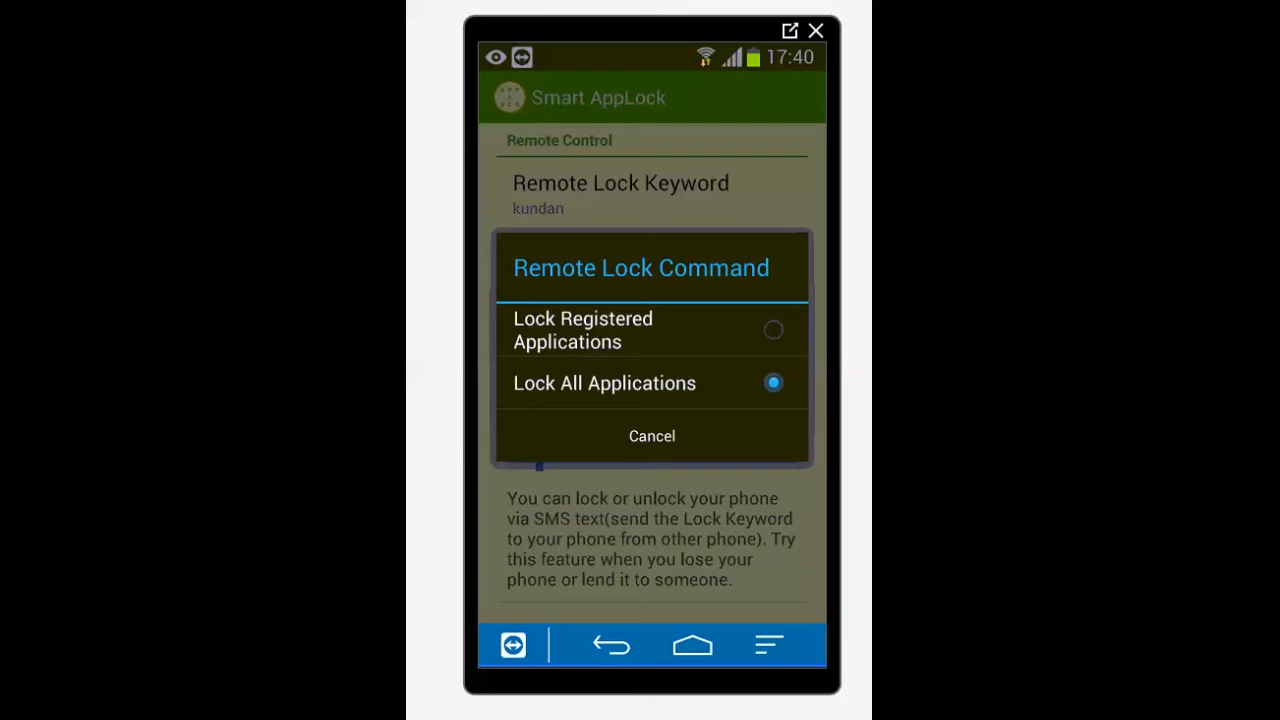 17:40
Smart AppLock
Remote Control
Remote Lock Keyword
kundan
Remote Lock Command
Lock Registered
Applications
Lock All Applications
Cancel
You can lock or unlock your phone
via SMS text(send the Lock Keyword
to your phone from other phone). Try
this feature when you lose your
phone or lend it to someone.